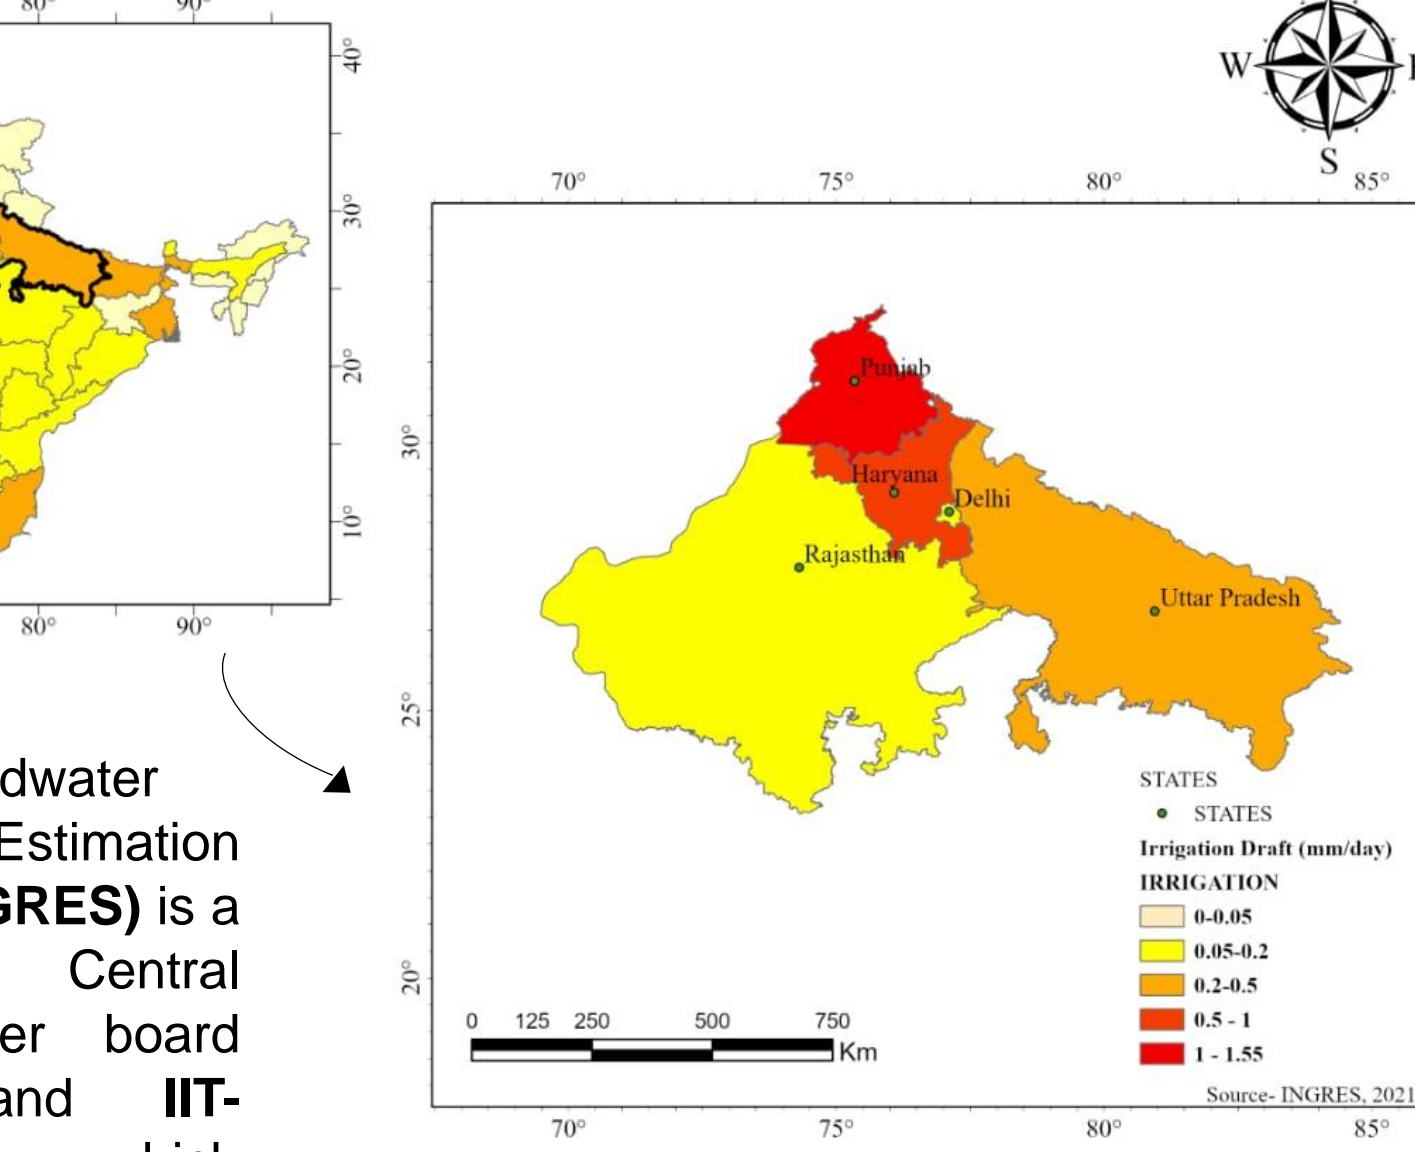 80° 90°
40°
30°
20°
10°
80° 90°
W
S
70° 75° 80° 85°
30°
25°
20°
Punjab
Haryana
Delhi
Rajasthan
Uttar Pradesh
STATES
STATES
Irrigation Draft (mm/day)
IRRIGATION
0-0.05
0.05-0.2
0.2-0.5
0.5 - 1
1 - 1.55
0 125 250 500 750
Km
Source- INGRES, 2021
70° 75° 80° 85°
dwater
Estimation
GRES) is a
Central
er board
and IIT-